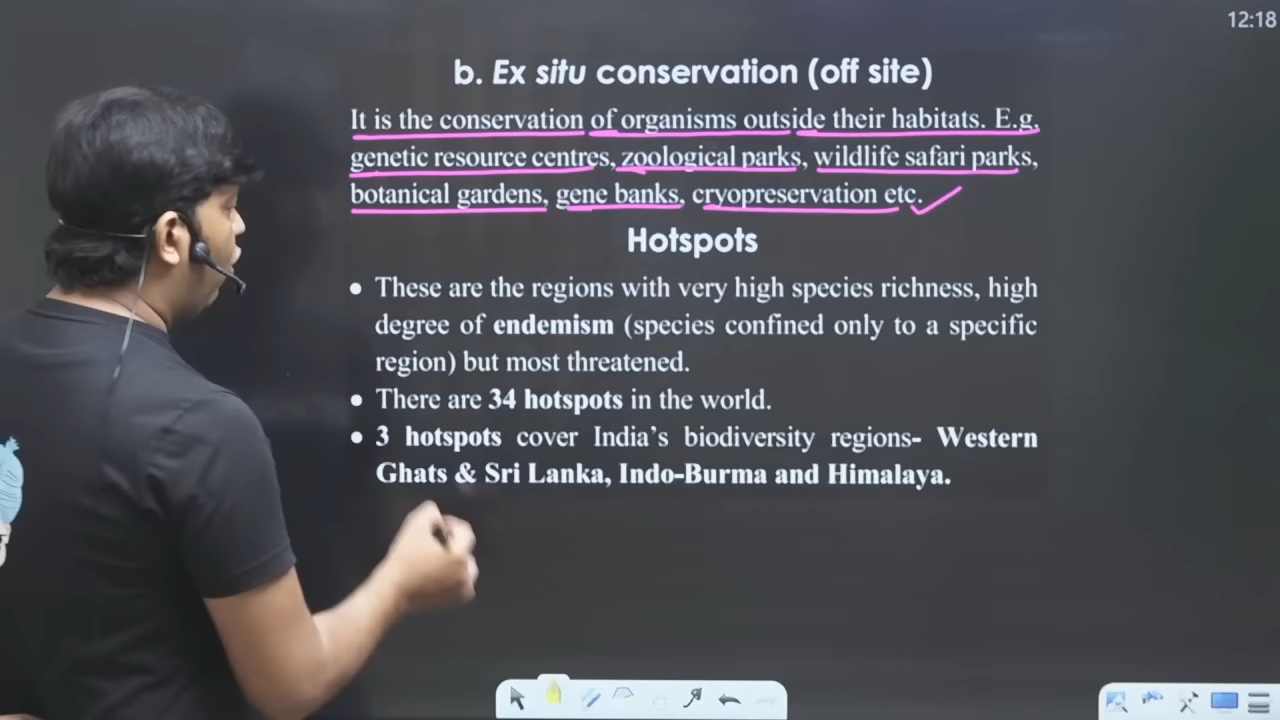 12:18
b. Ex situ conservation (off site)
It is the conservation of organisms outside their habitats. E.g.
genetic resource centres, zoological parks, wildlife safari parks,
botanical gardens, gene banks, cryopreservation etc.
Hotspots
• These are the regions with very high species richness, high
degree of endemism (species confined only to a specific
region) but most threatened.
• There are 34 hotspots in the world.
• 3 hotspots cover India's biodiversity regions- Western
Ghats & Sri Lanka, Indo-Burma and Himalaya.